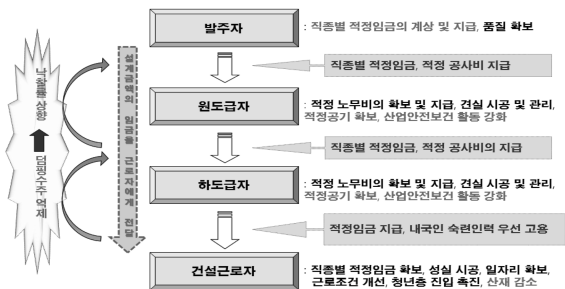 발주자
: 직종별 적정임금의 계상 및 지급, 품질 확보
직종별 적정임금, 적정 공사비 지급
원도급자
: 적정 노무비의 확보 및 지급, 견실 시공 및 관리,
적정공기 확보, 산업안전보건 활동 강화
직종별 적정임금, 적정 공사비의 지급
하도급자
: 적정 노무비의 확보 및 지급, 견실 시공 및 관리,
적정공기 확보, 산업안전보건 활동 강화
적정임금 지급, 내국인 숙련인력 우선 고용
건설근로자
: 직종별 적정임금 확보, 성실 시공, 일자리 확보,
근로조건 개선, 청년층 진입 촉진, 산재 감소
낙찰률 상향
덤핑수주 억제
설계금액의 임금을 근로자에게 전달